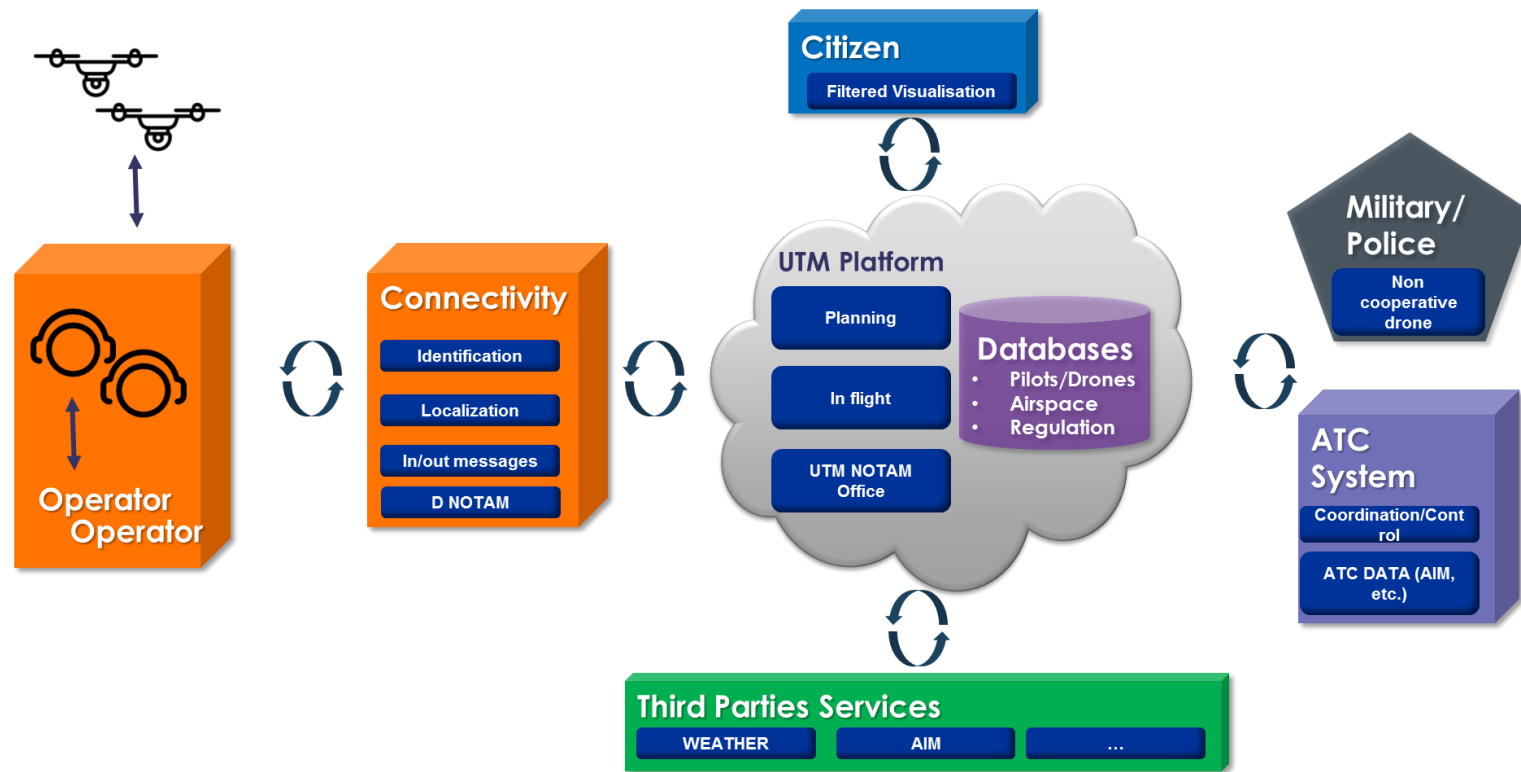 Citizen
Filtered Visualisation
Military/
Police
Non
cooperative
drone
UTM Platform
Planning
In flight
UTM NOTAM
Office
Databases
• Pilots/Drones
• Airspace
• Regulation
Connectivity
Identification
Localization
In/out messages
D NOTAM
Operator
Operator
ATC
System
Coordination/Cont
rol
ATC DATA (AIM,
etc.)
Third Parties Services
WEATHER
AIM
...